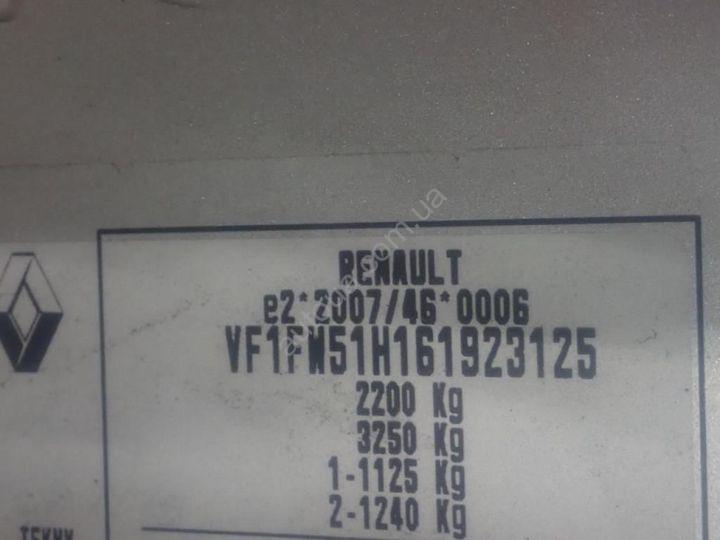 RENAULT
e2*2007/46*0006
VF1FW51H161923125
2200 Kg
3250 Kg
1-1125 Kg
2-1240 Kg